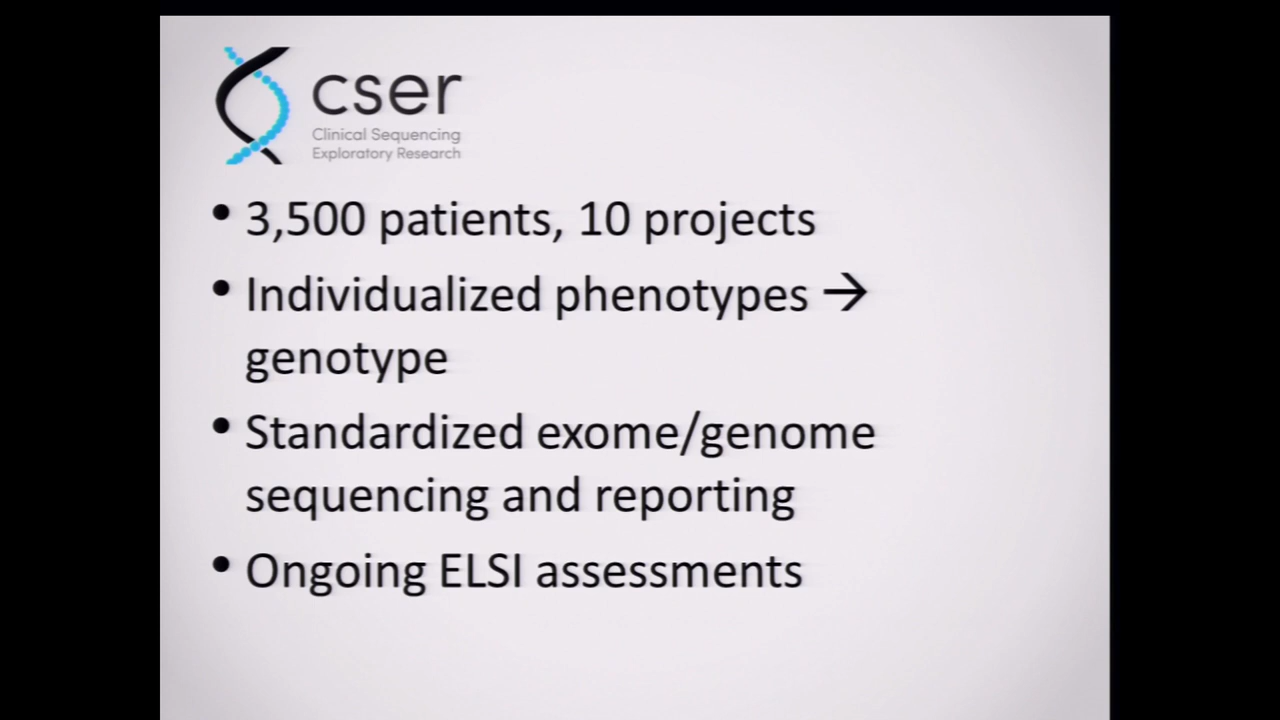 cser
Clinical Sequencing
Exploratory Research
• 3,500 patients, 10 projects
• Individualized phenotypes →
genotype
• Standardized exome/genome
sequencing and reporting
• Ongoing ELSI assessments